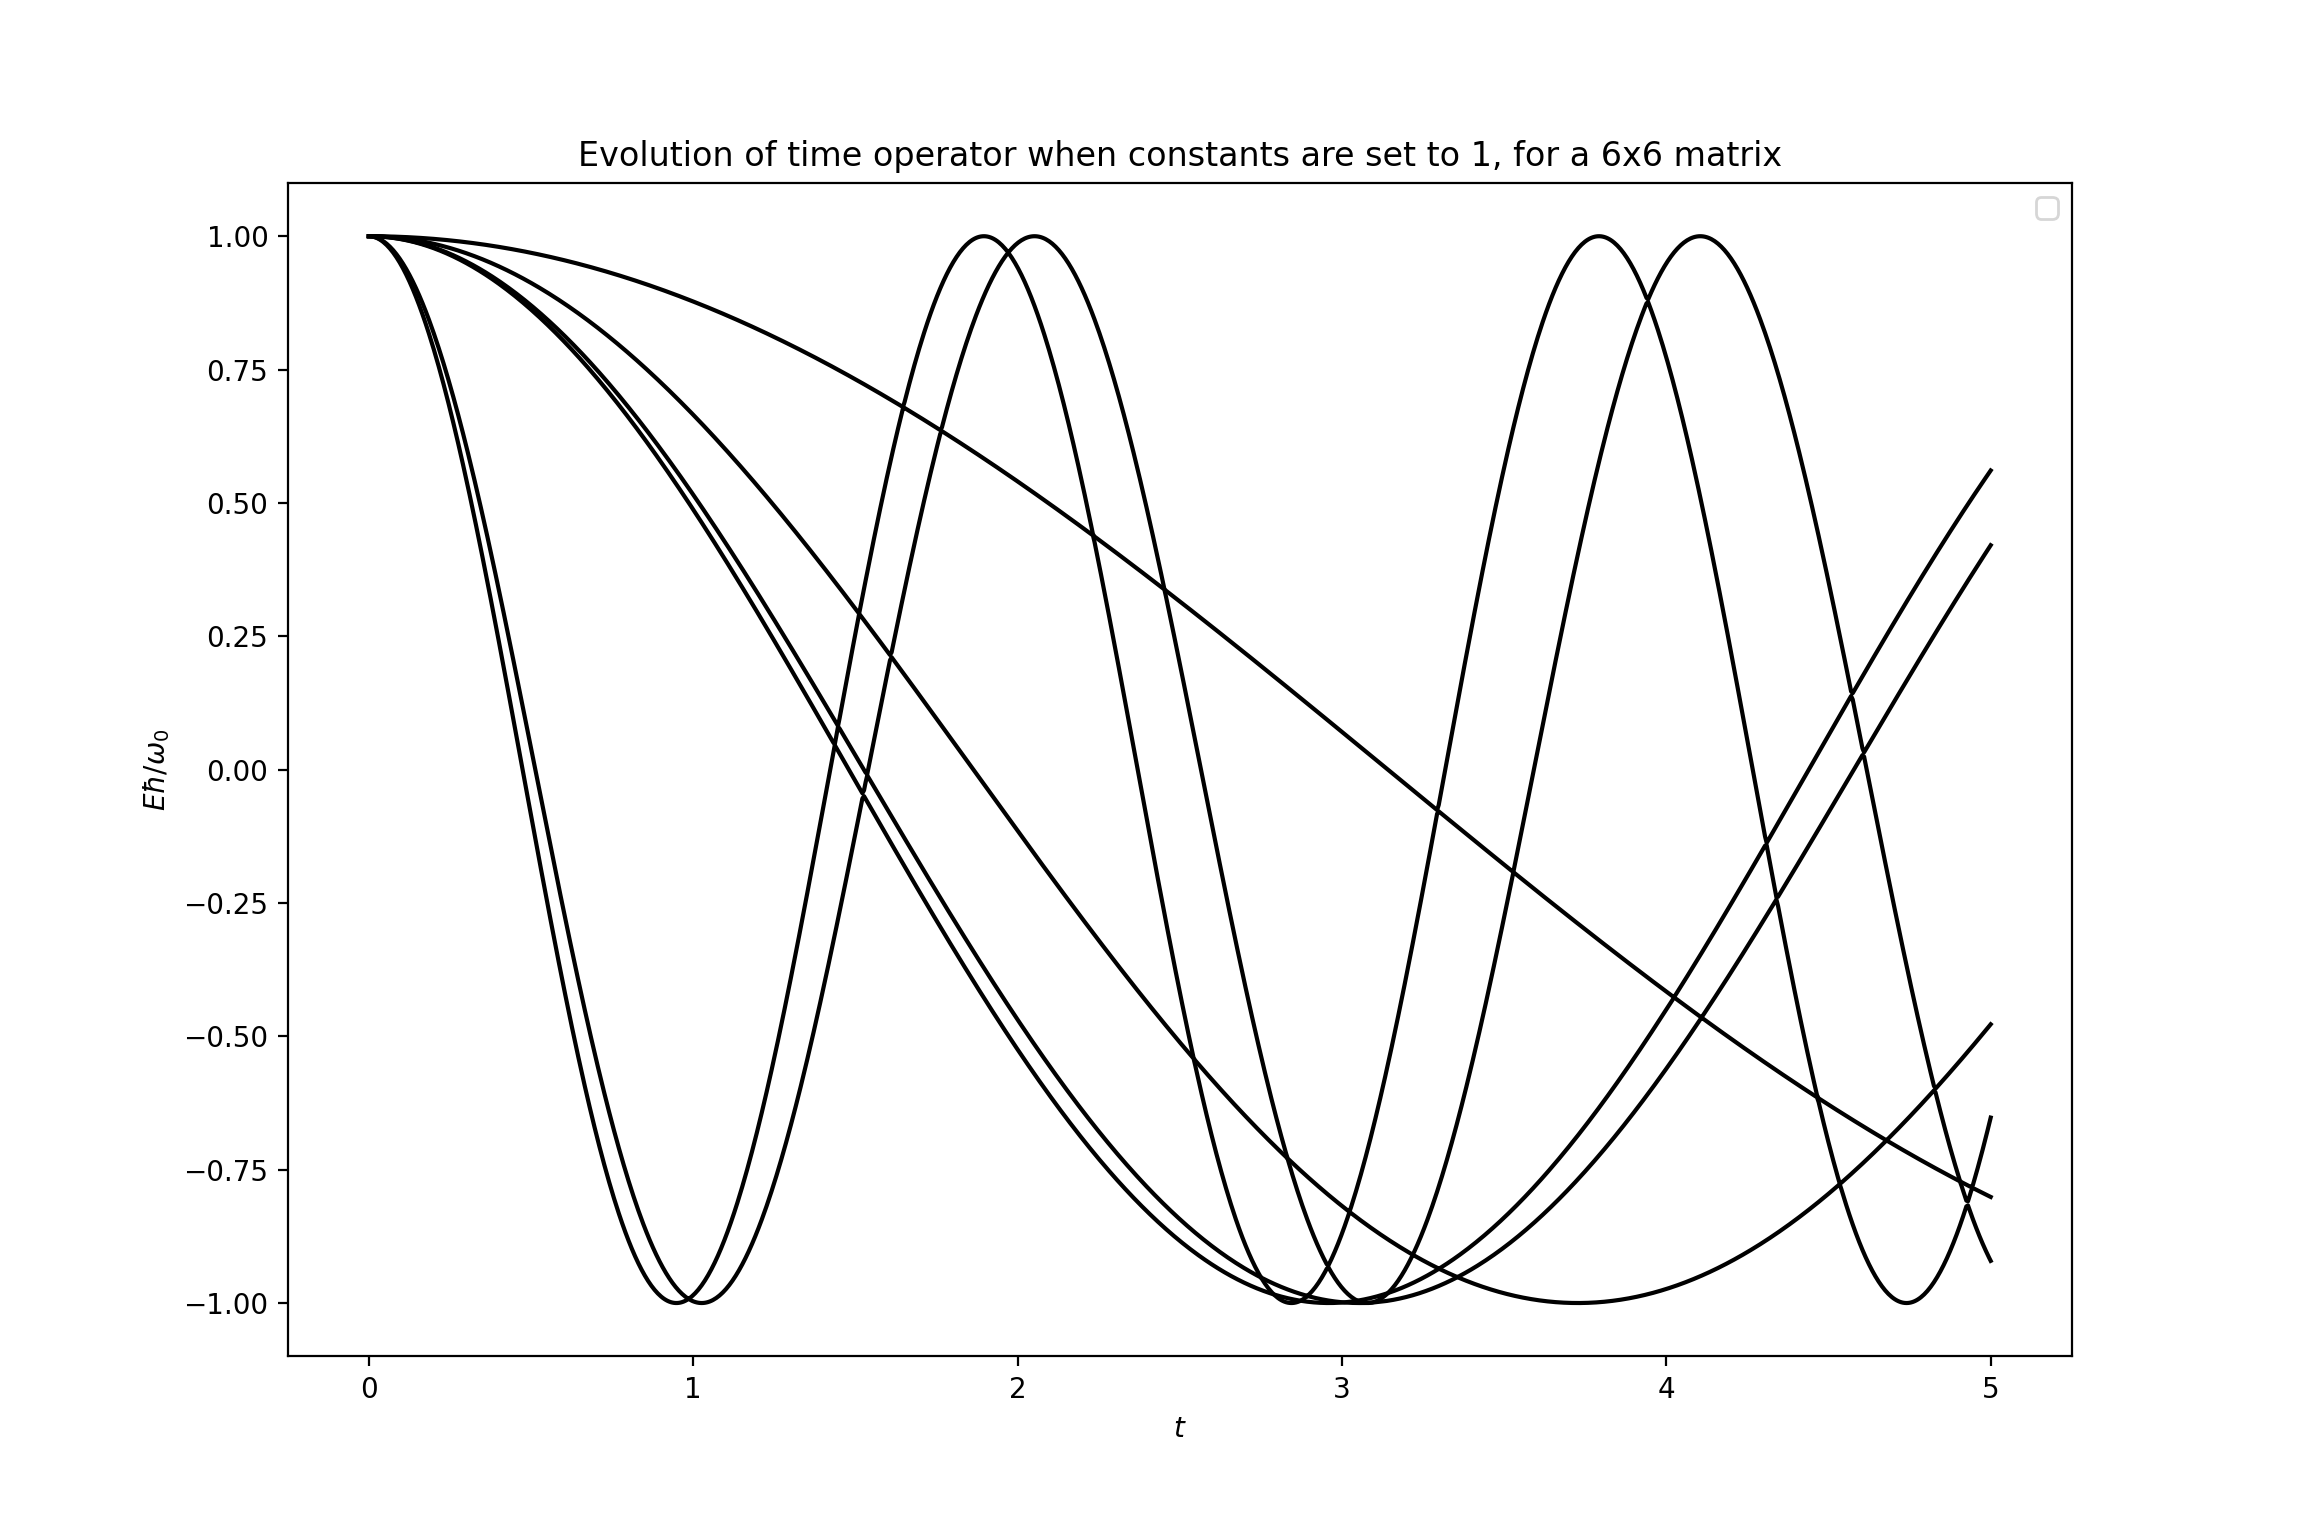 Evolution of time operator when constants are set to 1, for a 6x6 matrix
1.00
0.75
0.50
0.25
0.00
−0.25
−0.50
−0.75
−1.00
Eħ/ω₀
0 1 2 3 4 5
t